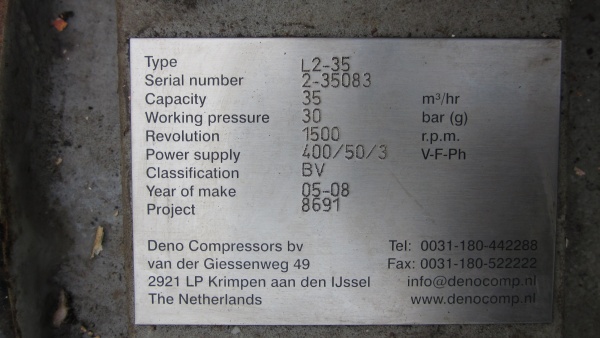 Type L2-35
Serial number 2-35083
Capacity 35 m³/hr
Working pressure 30 bar (g)
Revolution 1500 r.p.m.
Power supply 400/50/3 V-F-Ph
Classification BV
Year of make 05-08
Project 8691
Deno Compressors bv Tel: 0031-180-442288
van der Giessenweg 49 Fax: 0031-180-522222
2921 LP Krimpen aan den IJssel info@denocomp.nl
The Netherlands www.denocomp.nl